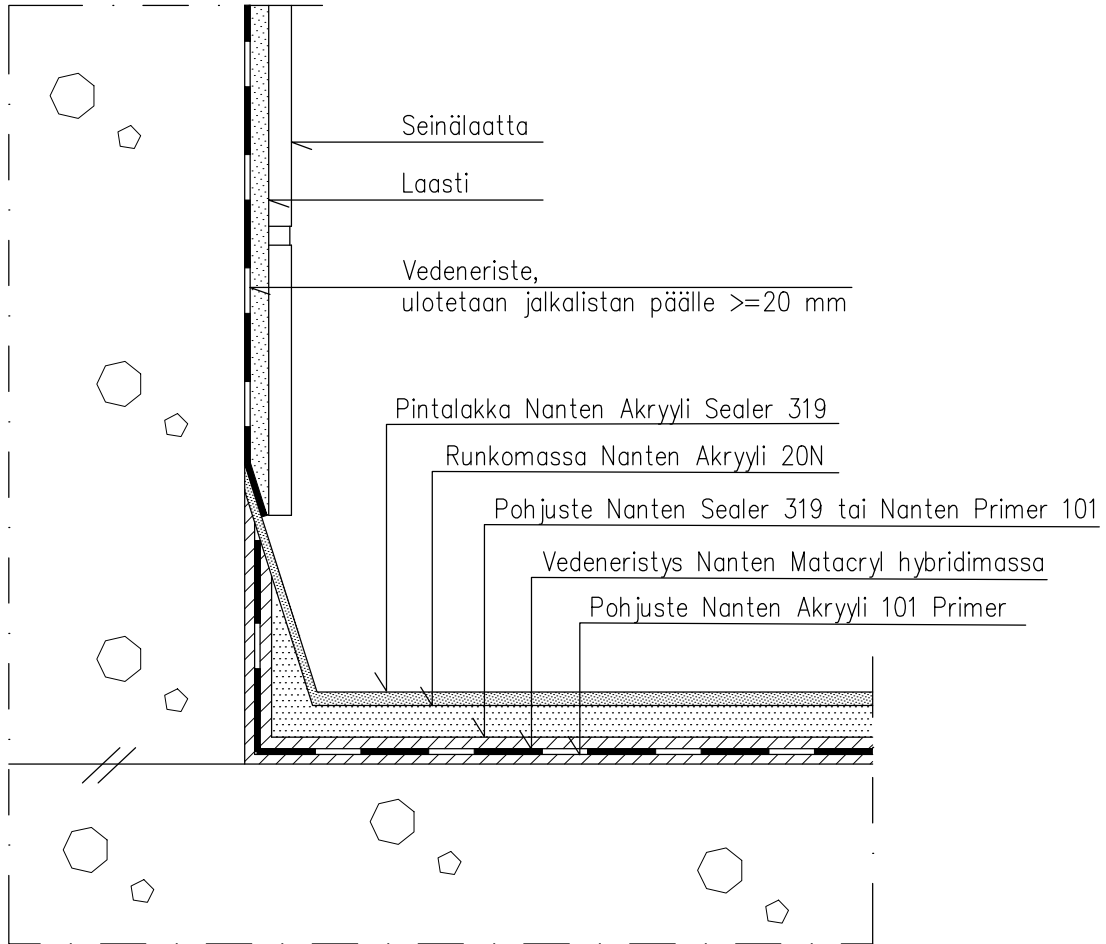 Seinälaatta
Laasti
Vedeneriste,
ulotetaan jalkalistan päälle >=20 mm
Pintalakka Nanten Akryyli Sealer 319
Runkomassa Nanten Akryyli 20N
Pohjuste Nanten Sealer 319 tai Nanten Primer 101
Vedeneristys Nanten Matacryl hybridimassa
Pohjuste Nanten Akryyli 101 Primer